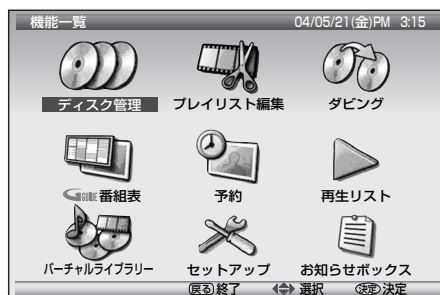 機能一覧 04/05/21(金)PM 3:15
ディスク管理 プレイリスト編集 ダビング
GGUIDE 番組表 予約 再生リスト
バーチャルライブラリー セットアップ お知らせボックス
戻る 終了 選択 決定 決定